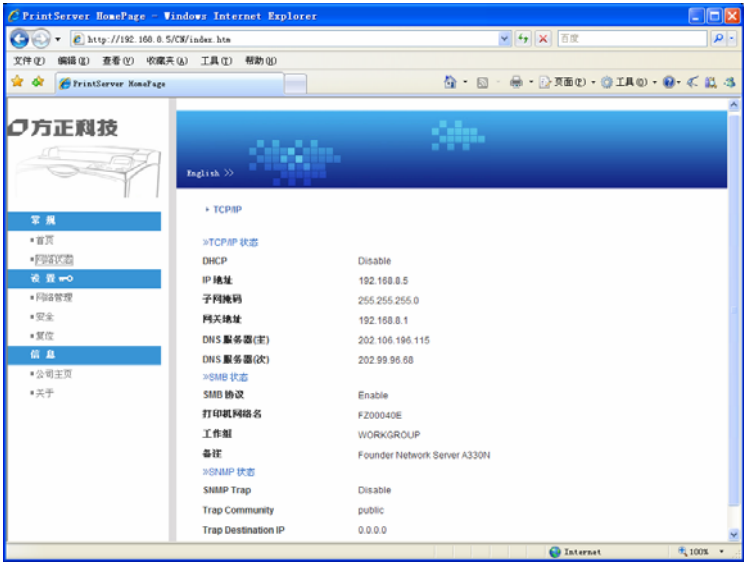 PrintServer HomePage - Windows Internet Explorer
http://192.168.8.5/CH/index.htm
百度
文件(F) 编辑(E) 查看(V) 收藏夹(A) 工具(T) 帮助(H)
PrintServer HomePage
页面(P) 工具(O)
方正科技
English >>
常 规
首页
网络状态
设 置
网络管理
安全
复位
信 息
公司主页
关于
TCP/IP
»TCP/IP 状态
DHCP Disable
IP 地址 192.168.8.5
子网掩码 255.255.255.0
网关地址 192.168.8.1
DNS 服务器(主) 202.106.196.115
DNS 服务器(次) 202.99.96.68
»SMB 状态
SMB 协议 Enable
打印机网络名 FZ00040E
工作组 WORKGROUP
备注 Founder Network Server A330N
»SNMP 状态
SNMP Trap Disable
Trap Community public
Trap Destination IP 0.0.0.0
Internet 100%